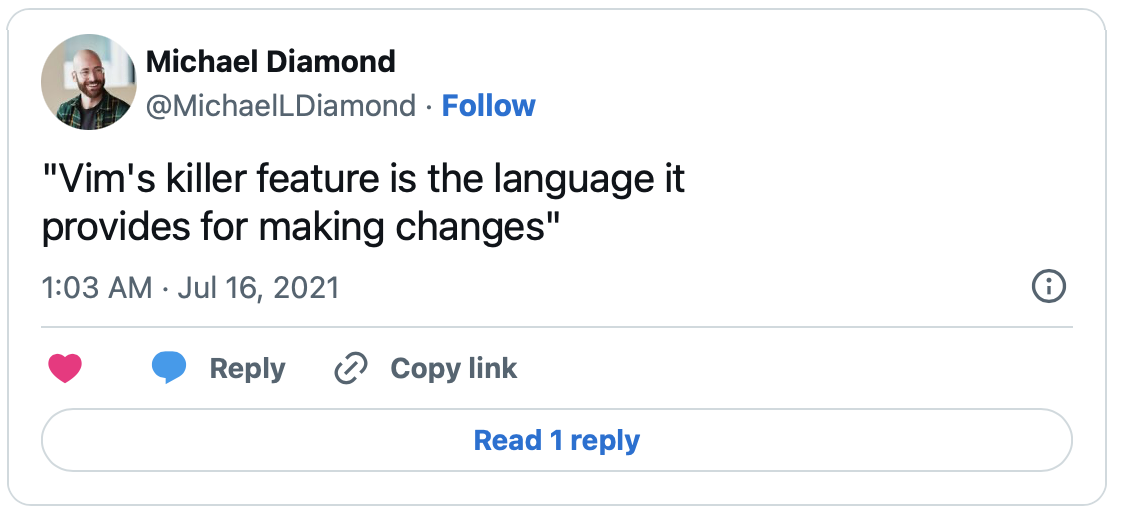 Michael Diamond
@MichaelLDiamond · Follow
"Vim's killer feature is the language it
provides for making changes"
1:03 AM · Jul 16, 2021
Reply
Copy link
Read 1 reply